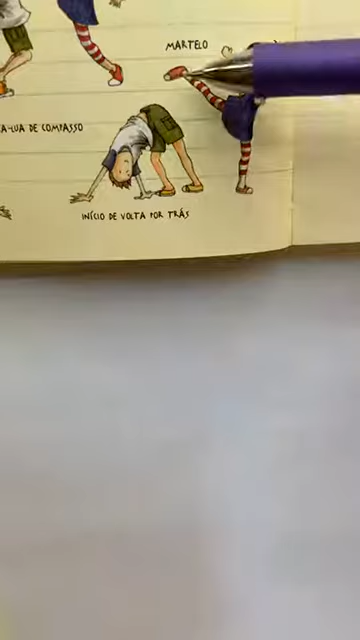 MARTELO
A-LUA DE COMPASSO
INÍCIO DE VOLTA POR TRÁS